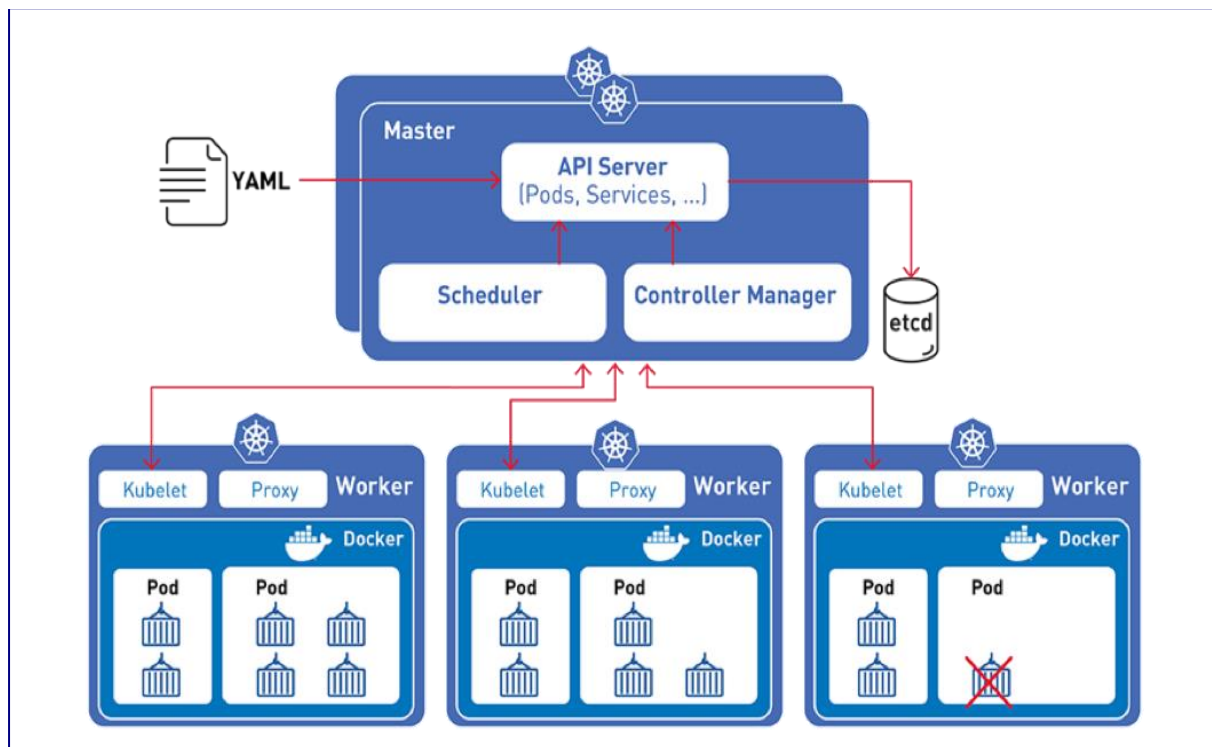 Master
YAML
API Server
(Pods, Services, ...)
Scheduler
Controller Manager
etcd
Kubelet
Proxy
Worker
Docker
Pod
Pod
Kubelet
Proxy
Worker
Docker
Pod
Pod
Kubelet
Proxy
Worker
Docker
Pod
Pod